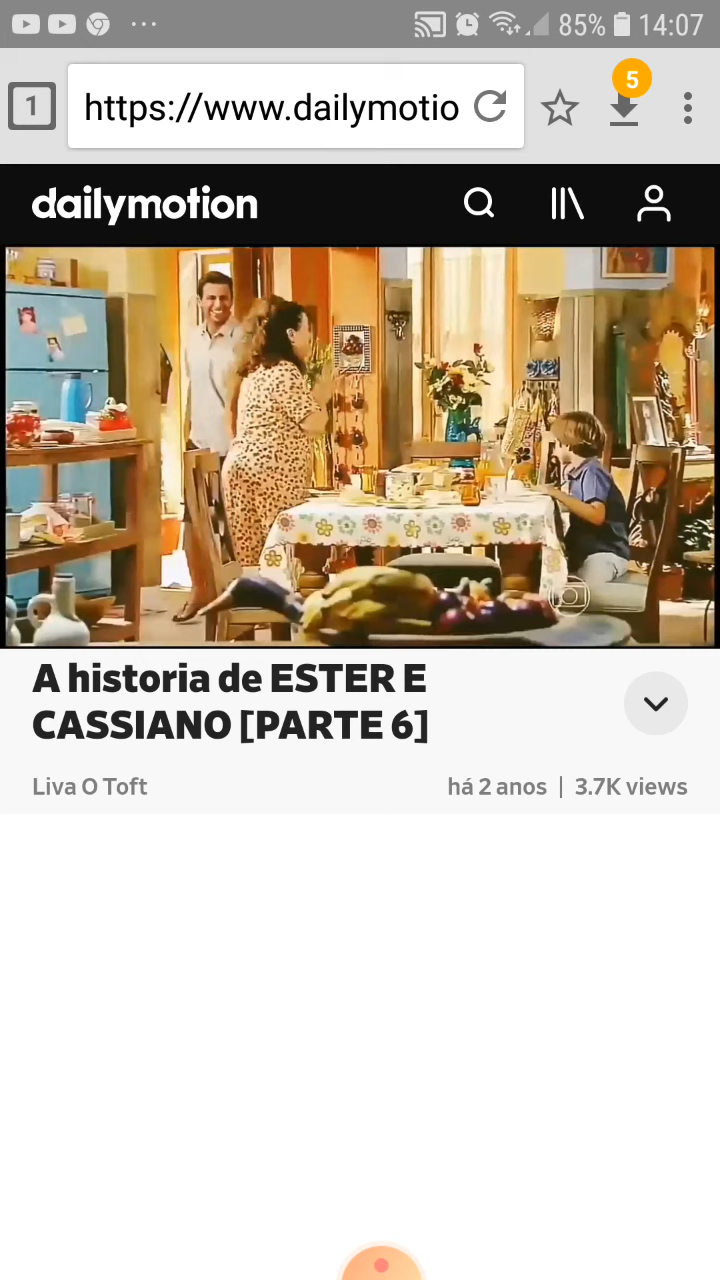 85% 14:07
1 https://www.dailymotio 5
dailymotion
A historia de ESTER E
CASSIANO [PARTE 6]
Liva O Toft há 2 anos | 3.7K views